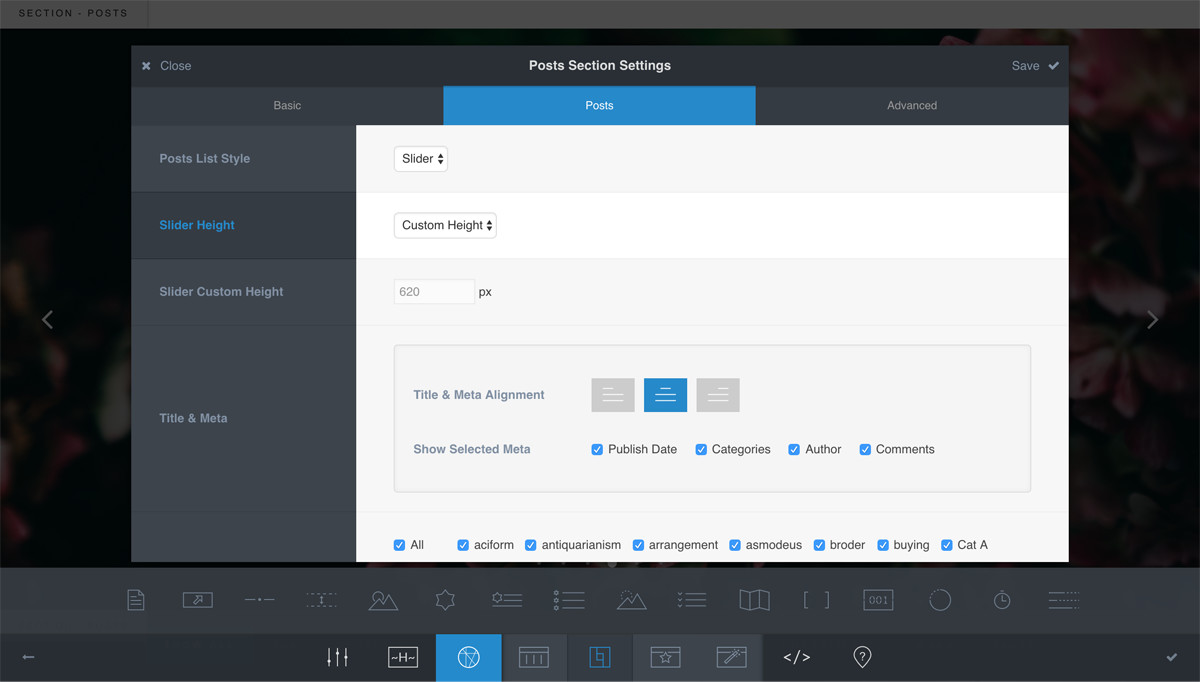 SECTION - POSTS
Close Posts Section Settings Save
Basic Posts Advanced
Posts List Style Slider
Slider Height Custom Height
Slider Custom Height 620 px
Title & Meta
Title & Meta Alignment
Show Selected Meta Publish Date Categories Author Comments
All aciform antiquarianism arrangement asmodeus broder buying Cat A
001
~H~ </> ?